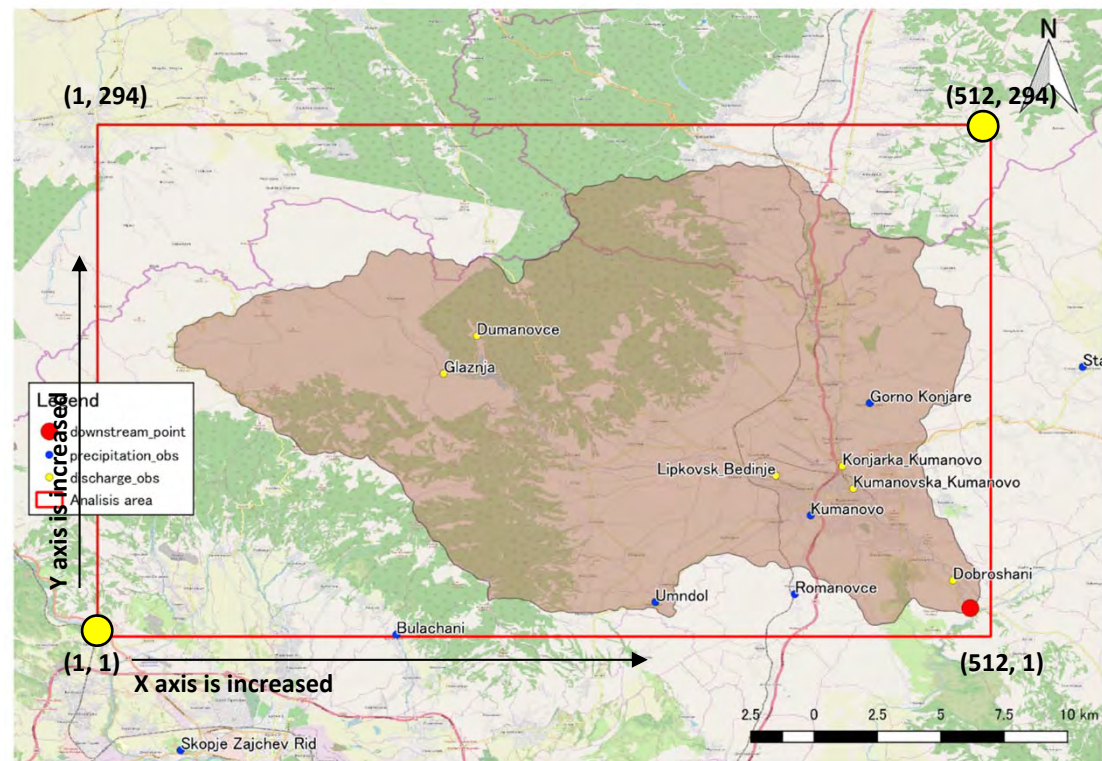 N
(1, 294)
(512, 294)
Dumanovce
Glaznja
Sta
Legend
downstream_point
precipitation_obs
discharge_obs
Analisis area
Y axis is increased
Gorno Konjare
Konjarka_Kumanovo
Lipkovsk_Bedinje
Kumanovska_Kumanovo
Kumanovo
Dobroshani
Umndol
Romanovce
Bulachani
(1, 1)
(512, 1)
X axis is increased
2.5 0 2.5 5 7.5 10 km
Skopje Zajchev Rid